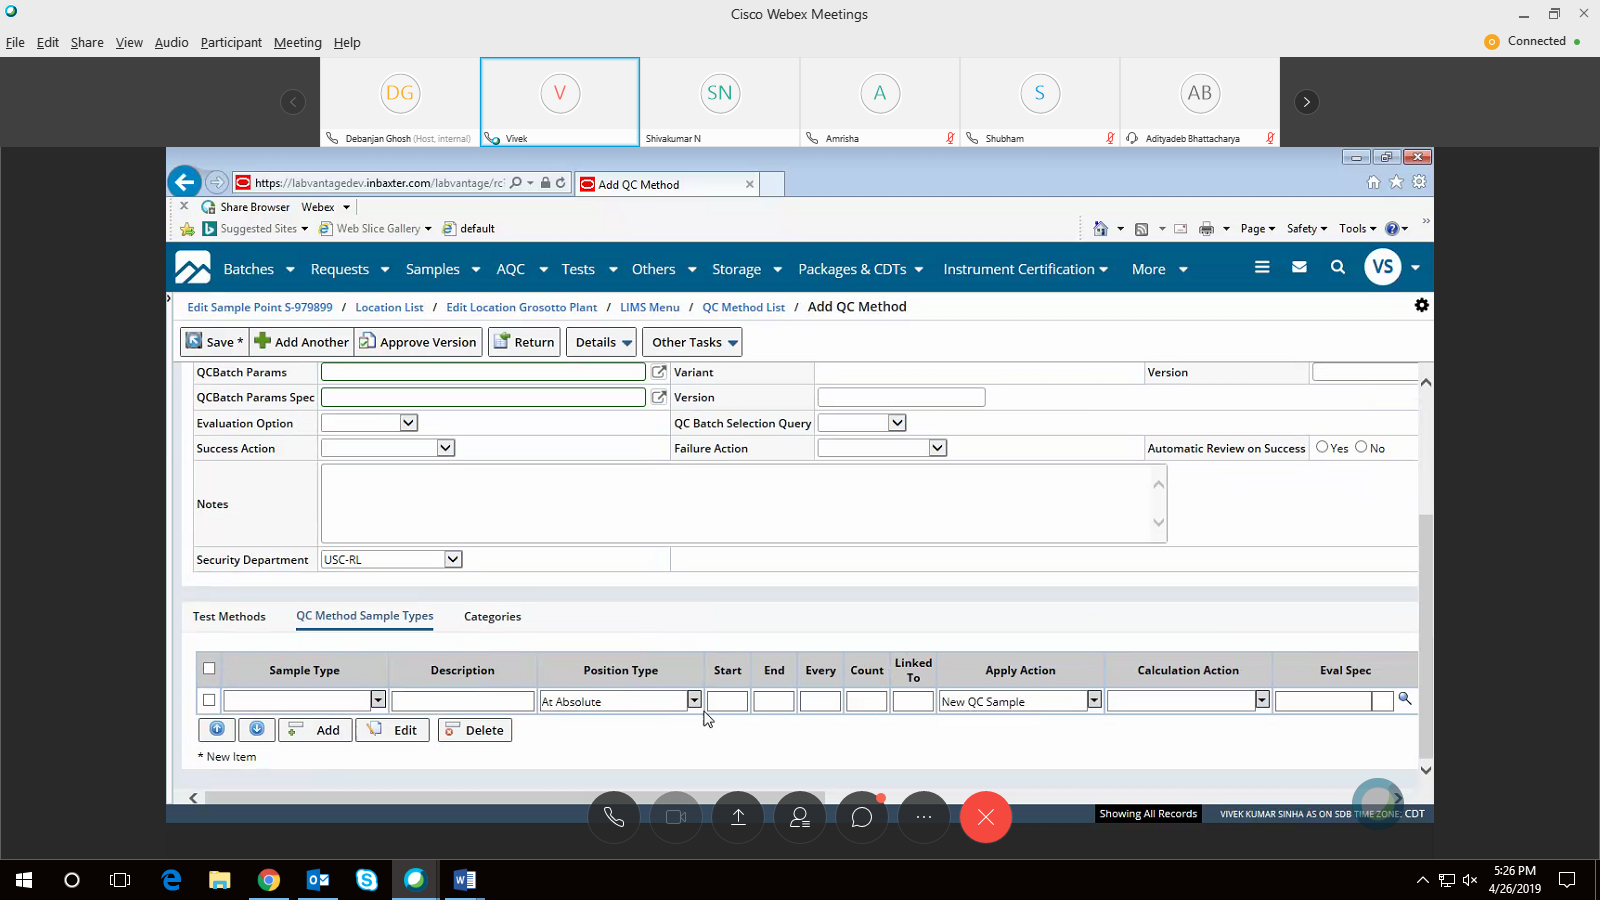 Cisco Webex Meetings
File Edit Share View Audio Participant Meeting Help
Connected
DG V SN A S AB
Debanjan Ghosh (Host, internal) Vivek Shivakumar N Amrisha Shubham Adityadeb Bhattacharya
https://labvantagedev.inbaxter.com/labvantage/rc Add QC Method
Share Browser Webex
Suggested Sites Web Slice Gallery default Page Safety Tools
Batches Requests Samples AQC Tests Others Storage Packages & CDTs Instrument Certification More VS
Edit Sample Point S-979899 / Location List / Edit Location Grosotto Plant / LIMS Menu / QC Method List / Add QC Method
Save * Add Another Approve Version Return Details Other Tasks
QCBatch Params Variant Version
QCBatch Params Spec Version
Evaluation Option QC Batch Selection Query
Success Action Failure Action Automatic Review on Success Yes No
Notes
Security Department USC-RL
Test Methods QC Method Sample Types Categories
Sample Type Description Position Type Start End Every Count Linked To Apply Action Calculation Action Eval Spec
At Absolute New QC Sample
Add Edit Delete
* New Item
Showing All Records VIVEK KUMAR SINHA AS ON SDB TIME ZONE: CDT
5:26 PM
4/26/2019